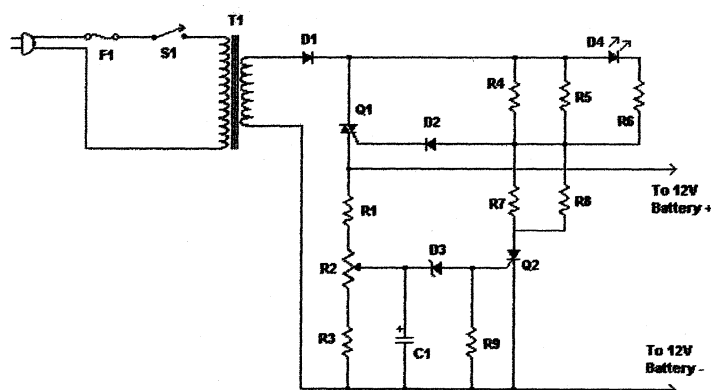 T1
F1
S1
D1
D4
R4
R5
R6
Q1
D2
To 12V
Battery +
R1
R7
R8
R2
D3
Q2
R3
C1
+
R9
To 12V
Battery -